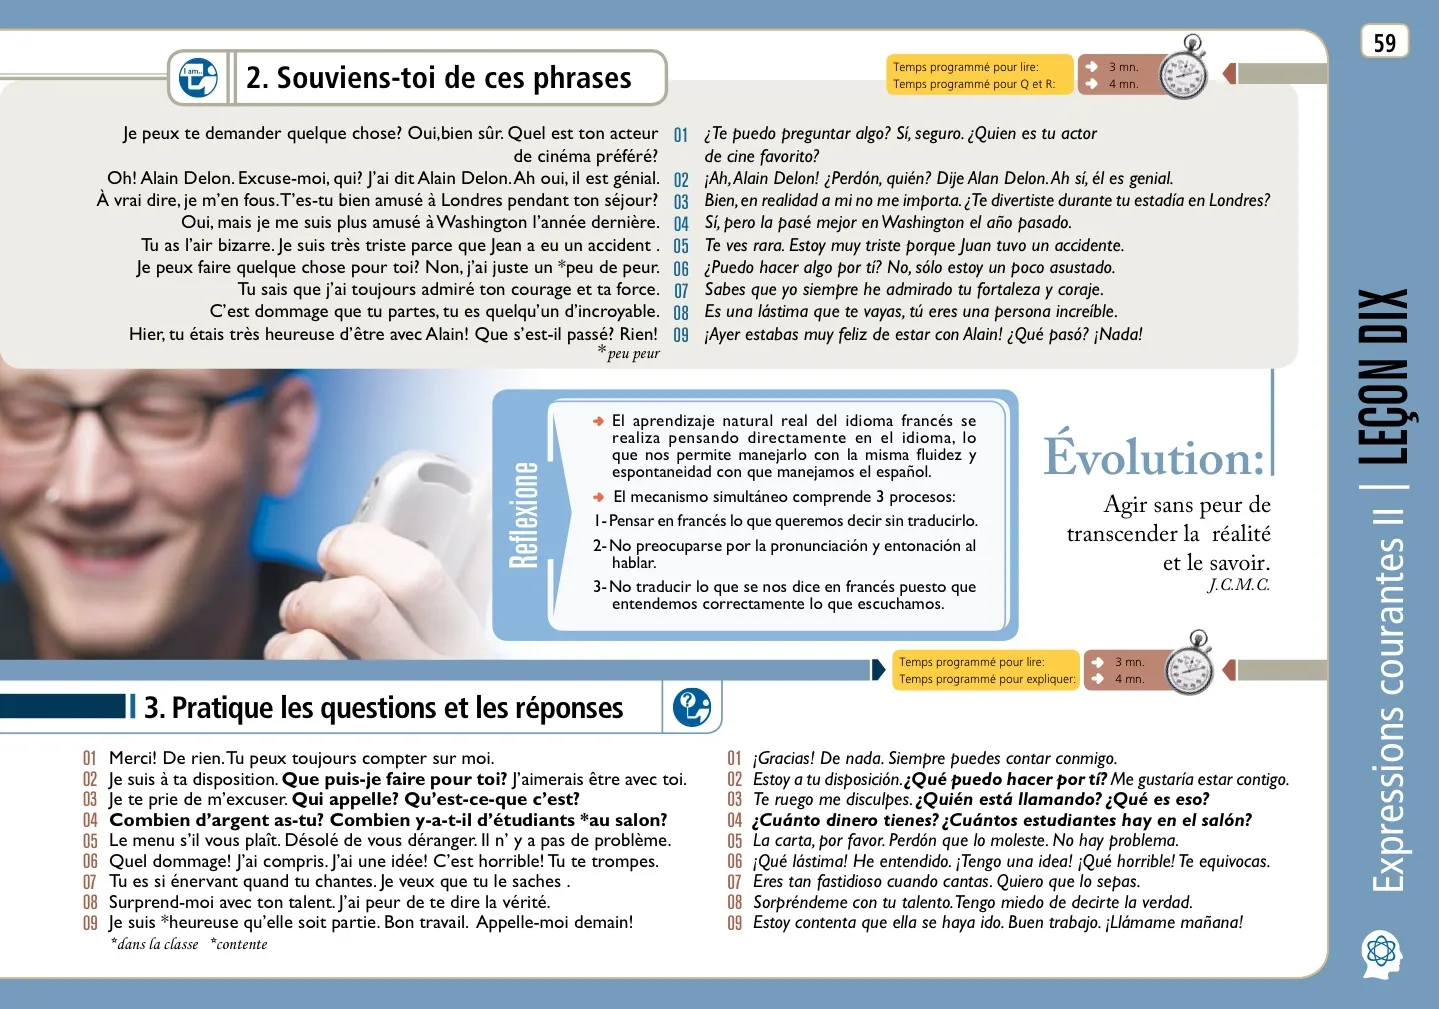 59
I am..
2. Souviens-toi de ces phrases
Temps programmé pour lire: 3 mn.
Temps programmé pour Q et R: 4 mn.
Je peux te demander quelque chose? Oui,bien sûr. Quel est ton acteur
de cinéma préféré?
01 ¿Te puedo preguntar algo? Sí, seguro. ¿Quien es tu actor
de cine favorito?
Oh! Alain Delon. Excuse-moi, qui? J'ai dit Alain Delon. Ah oui, il est génial. 02 ¡Ah, Alain Delon! ¿Perdón, quién? Dije Alan Delon. Ah sí, él es genial.
À vrai dire, je m'en fous. T'es-tu bien amusé à Londres pendant ton séjour? 03 Bien, en realidad a mi no me importa. ¿Te divertiste durante tu estadía en Londres?
Oui, mais je me suis plus amusé à Washington l'année dernière. 04 Sí, pero la pasé mejor en Washington el año pasado.
Tu as l'air bizarre. Je suis très triste parce que Jean a eu un accident . 05 Te ves rara. Estoy muy triste porque Juan tuvo un accidente.
Je peux faire quelque chose pour toi? Non, j'ai juste un *peu de peur. 06 ¿Puedo hacer algo por tí? No, sólo estoy un poco asustado.
Tu sais que j'ai toujours admiré ton courage et ta force. 07 Sabes que yo siempre he admirado tu fortaleza y coraje.
C'est dommage que tu partes, tu es quelqu'un d'incroyable. 08 Es una lástima que te vayas, tú eres una persona increíble.
Hier, tu étais très heureuse d'être avec Alain! Que s'est-il passé? Rien! 09 ¡Ayer estabas muy feliz de estar con Alain! ¿Qué pasó? ¡Nada!
*peu peur
Reflexione
El aprendizaje natural real del idioma francés se
realiza pensando directamente en el idioma, lo
que nos permite manejarlo con la misma fluidez y
espontaneidad con que manejamos el español.
El mecanismo simultáneo comprende 3 procesos:
1-Pensar en francés lo que queremos decir sin traducirlo.
2-No preocuparse por la pronunciación y entonación al
hablar.
3-No traducir lo que se nos dice en francés puesto que
entendemos correctamente lo que escuchamos.
Évolution:
Agir sans peur de
transcender la réalité
et le savoir.
J.C.M.C.
Temps programmé pour lire: 3 mn.
Temps programmé pour expliquer: 4 mn.
3. Pratique les questions et les réponses
?
01 Merci! De rien. Tu peux toujours compter sur moi.
02 Je suis à ta disposition. Que puis-je faire pour toi? J'aimerais être avec toi.
03 Je te prie de m'excuser. Qui appelle? Qu'est-ce-que c'est?
04 Combien d'argent as-tu? Combien y-a-t-il d'étudiants *au salon?
05 Le menu s'il vous plaît. Désolé de vous déranger. Il n' y a pas de problème.
06 Quel dommage! J'ai compris. J'ai une idée! C'est horrible! Tu te trompes.
07 Tu es si énervant quand tu chantes. Je veux que tu le saches .
08 Surprend-moi avec ton talent. J'ai peur de te dire la vérité.
09 Je suis *heureuse qu'elle soit partie. Bon travail. Appelle-moi demain!
*dans la classe *contente
01 ¡Gracias! De nada. Siempre puedes contar conmigo.
02 Estoy a tu disposición. ¿Qué puedo hacer por tí? Me gustaría estar contigo.
03 Te ruego me disculpes. ¿Quién está llamando? ¿Qué es eso?
04 ¿Cuánto dinero tienes? ¿Cuántos estudiantes hay en el salón?
05 La carta, por favor. Perdón que lo moleste. No hay problema.
06 ¡Qué lástima! He entendido. ¡Tengo una idea! ¡Qué horrible! Te equivocas.
07 Eres tan fastidioso cuando cantas. Quiero que lo sepas.
08 Sorpréndeme con tu talento. Tengo miedo de decirte la verdad.
09 Estoy contenta que ella se haya ido. Buen trabajo. ¡Llámame mañana!
Expressions courantes II | LEÇON DIX